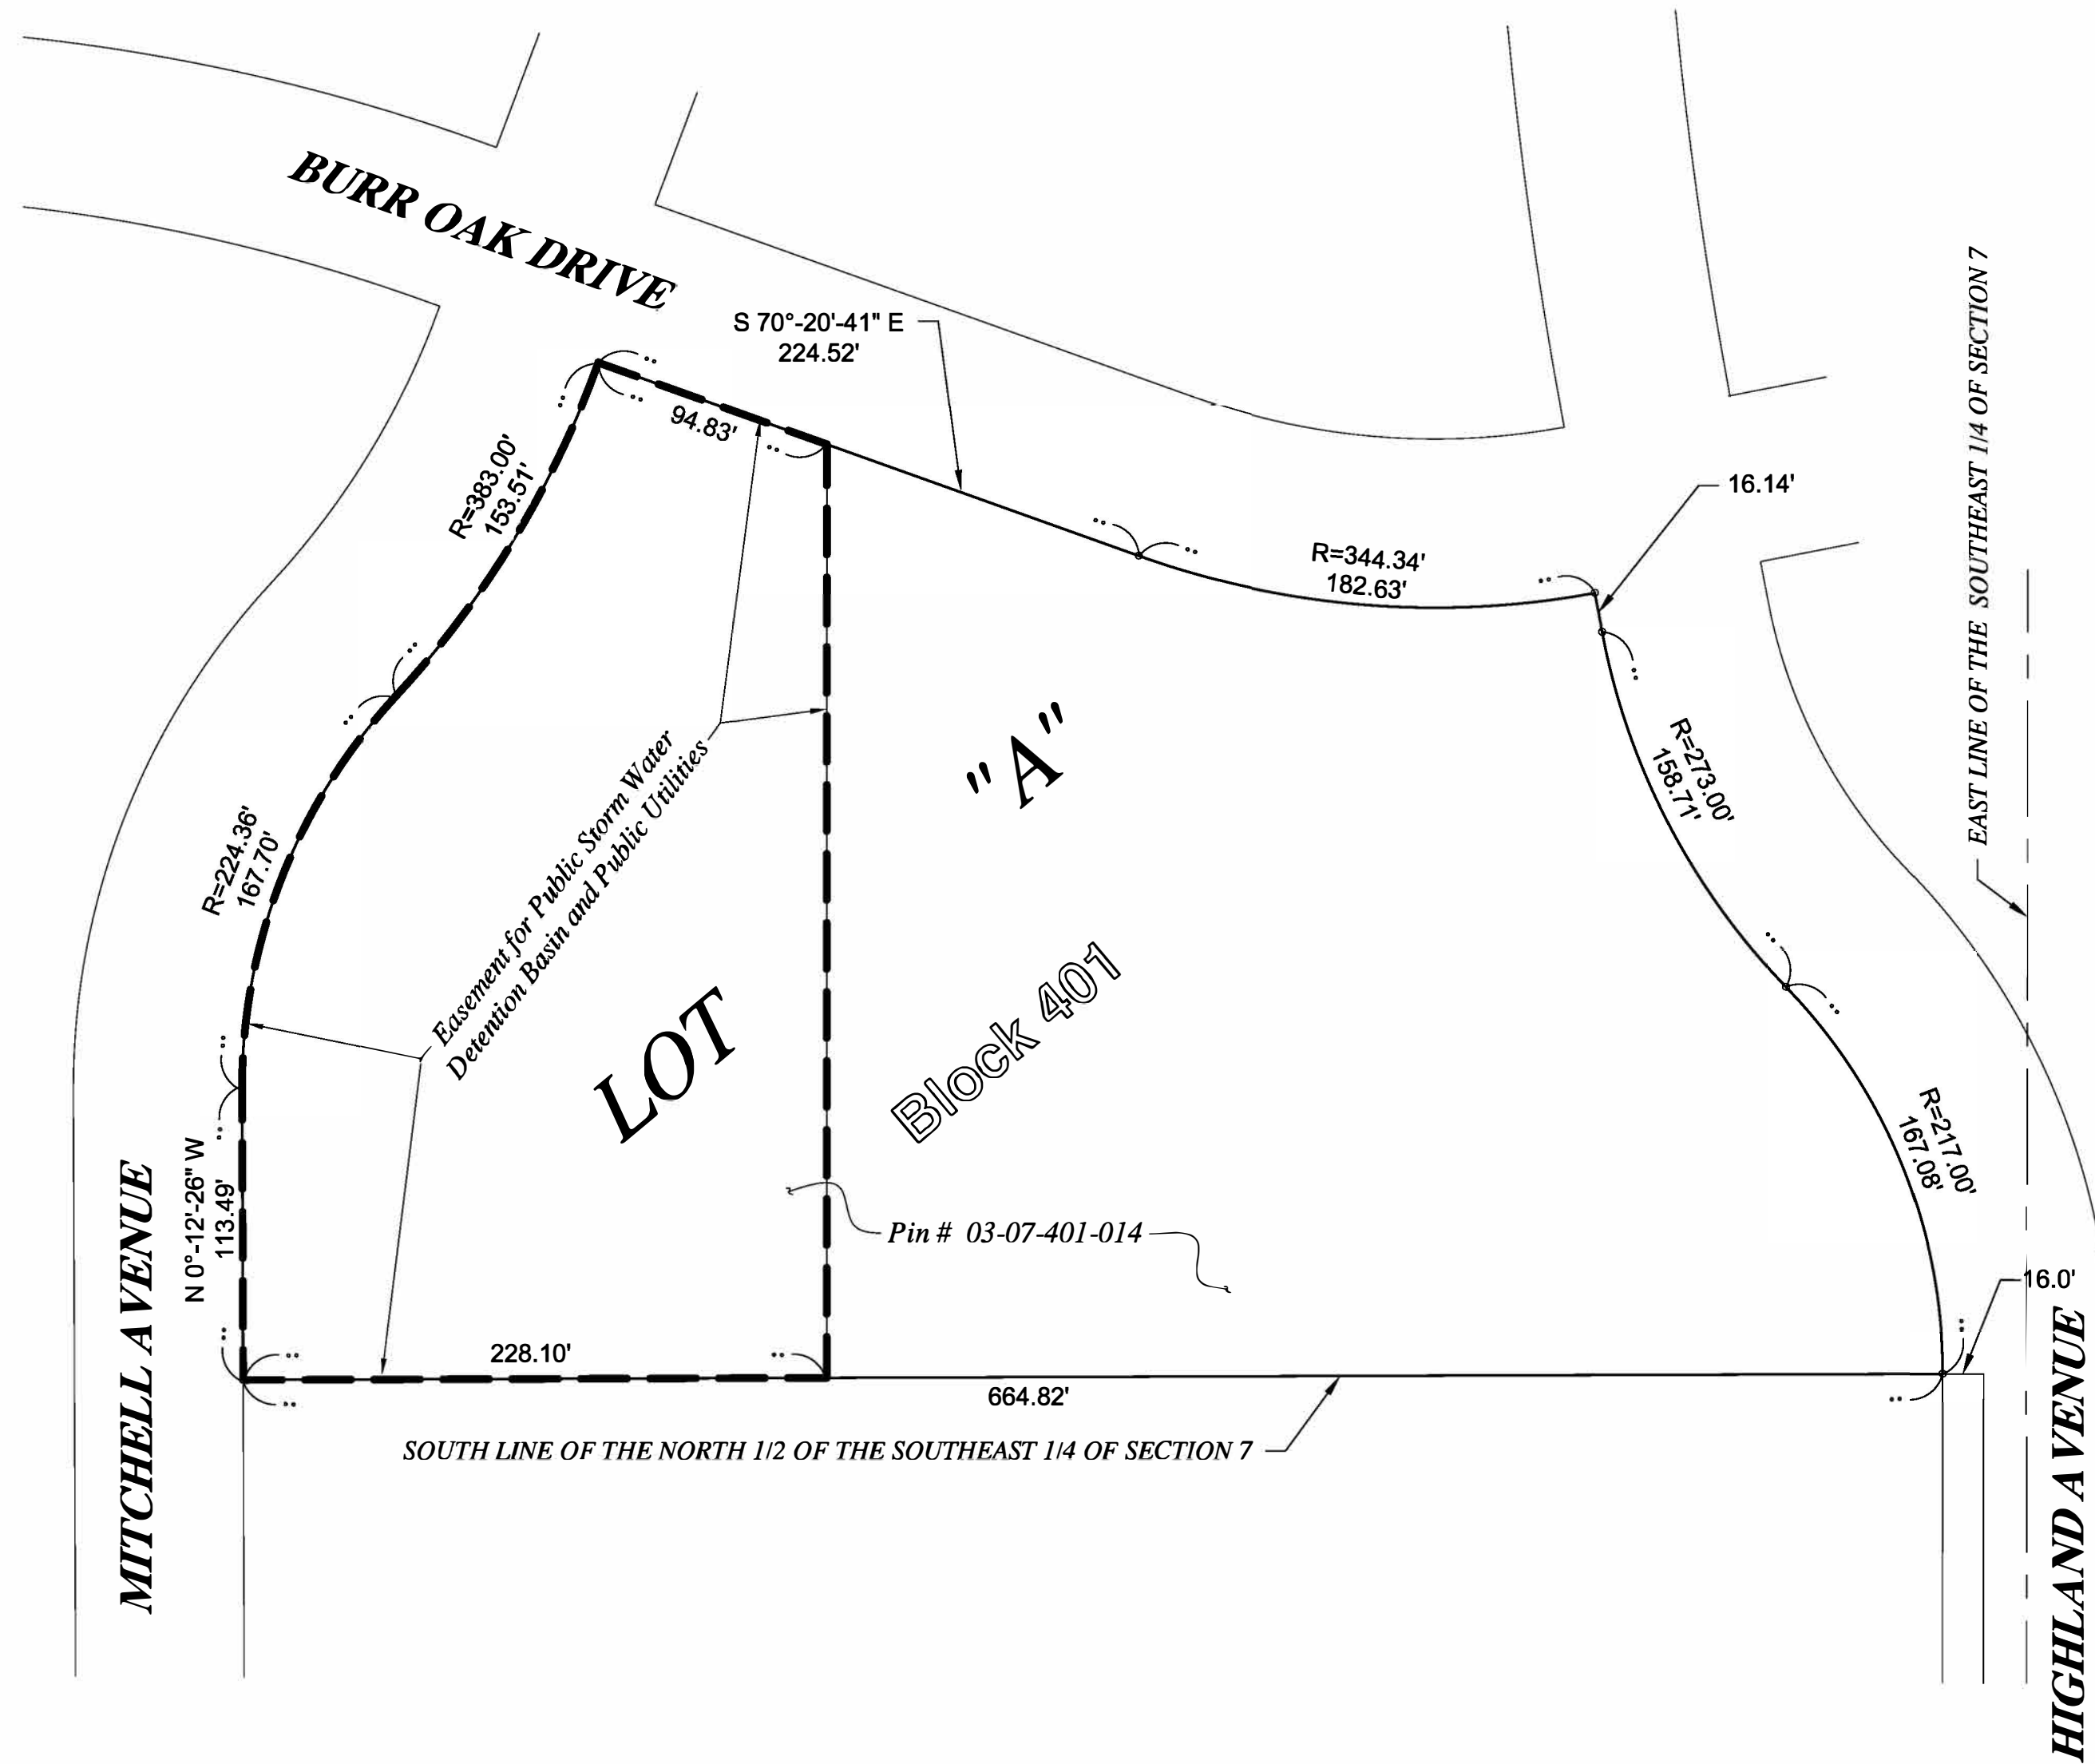 BURR OAK DRIVE
S 70°-20'-41" E
224.52'
94.83'
R=383.00'
153.51'
16.14'
R=344.34'
182.63'
EAST LINE OF THE SOUTHEAST 1/4 OF SECTION 7
"A"
R=273.00'
158.71'
Easement for Public Storm Water
Detention Basin and Public Utilities
R=224.36'
167.70'
LOT
Block 401
R=217.00'
167.08'
N 0°-12'-26" W
113.49'
MITCHELL AVENUE
Pin # 03-07-401-014
16.0'
228.10'
664.82'
SOUTH LINE OF THE NORTH 1/2 OF THE SOUTHEAST 1/4 OF SECTION 7
HIGHLAND AVENUE